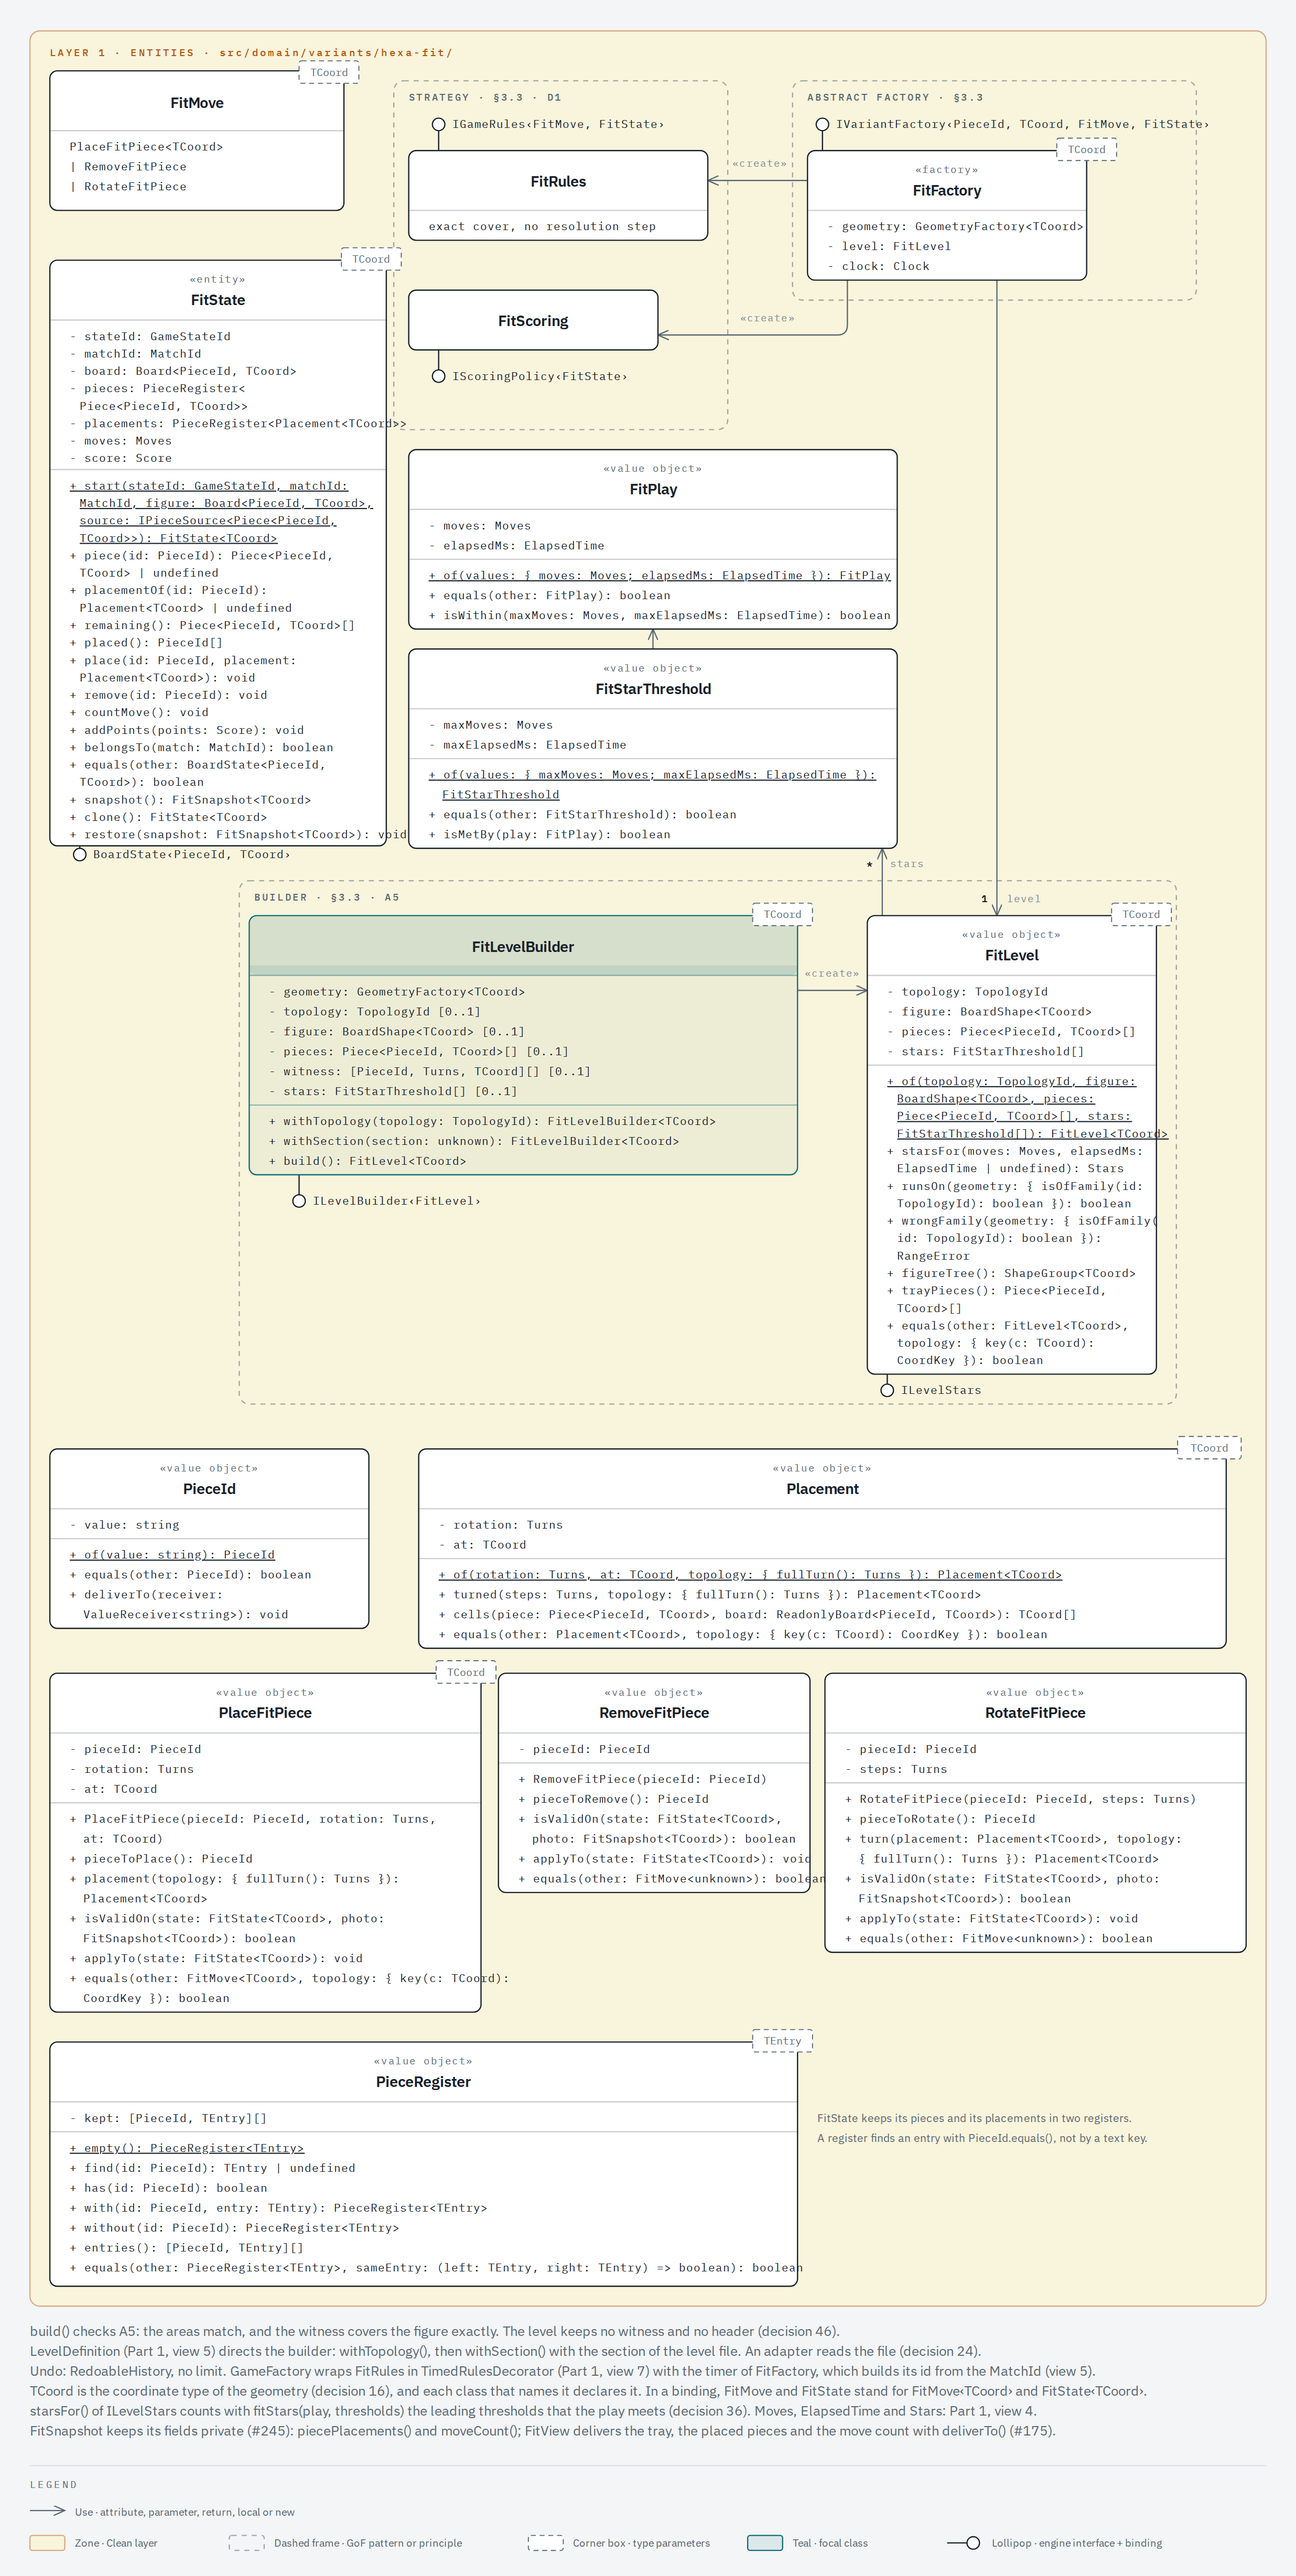 LAYER 1 · ENTITIES · src/domain/variants/hexa-fit/
TCoord
FitMove
PlaceFitPiece<TCoord>
| RemoveFitPiece
| RotateFitPiece
STRATEGY · §3.3 · D1
IGameRules‹FitMove, FitState›
FitRules
exact cover, no resolution step
«create»
ABSTRACT FACTORY · §3.3
IVariantFactory‹PieceId, TCoord, FitMove, FitState›
TCoord
«factory»
FitFactory
- geometry: GeometryFactory<TCoord>
- level: FitLevel
- clock: Clock
FitScoring
«create»
IScoringPolicy‹FitState›
TCoord
«entity»
FitState
- stateId: GameStateId
- matchId: MatchId
- board: Board<PieceId, TCoord>
- pieces: PieceRegister<
Piece<PieceId, TCoord>>
- placements: PieceRegister<Placement<TCoord>>
- moves: Moves
- score: Score
+ start(stateId: GameStateId, matchId:
MatchId, figure: Board<PieceId, TCoord>,
source: IPieceSource<Piece<PieceId,
TCoord>>): FitState<TCoord>
+ piece(id: PieceId): Piece<PieceId,
TCoord> | undefined
+ placementOf(id: PieceId):
Placement<TCoord> | undefined
+ remaining(): Piece<PieceId, TCoord>[]
+ placed(): PieceId[]
+ place(id: PieceId, placement:
Placement<TCoord>): void
+ remove(id: PieceId): void
+ countMove(): void
+ addPoints(points: Score): void
+ belongsTo(match: MatchId): boolean
+ equals(other: BoardState<PieceId,
TCoord>): boolean
+ snapshot(): FitSnapshot<TCoord>
+ clone(): FitState<TCoord>
+ restore(snapshot: FitSnapshot<TCoord>): void
BoardState‹PieceId, TCoord›
«value object»
FitPlay
- moves: Moves
- elapsedMs: ElapsedTime
+ of(values: { moves: Moves; elapsedMs: ElapsedTime }): FitPlay
+ equals(other: FitPlay): boolean
+ isWithin(maxMoves: Moves, maxElapsedMs: ElapsedTime): boolean
«value object»
FitStarThreshold
- maxMoves: Moves
- maxElapsedMs: ElapsedTime
+ of(values: { maxMoves: Moves; maxElapsedMs: ElapsedTime }):
FitStarThreshold
+ equals(other: FitStarThreshold): boolean
+ isMetBy(play: FitPlay): boolean
* stars
1 level
BUILDER · §3.3 · A5
TCoord
FitLevelBuilder
- geometry: GeometryFactory<TCoord>
- topology: TopologyId [0..1]
- figure: BoardShape<TCoord> [0..1]
- pieces: Piece<PieceId, TCoord>[] [0..1]
- witness: [PieceId, Turns, TCoord][] [0..1]
- stars: FitStarThreshold[] [0..1]
+ withTopology(topology: TopologyId): FitLevelBuilder<TCoord>
+ withSection(section: unknown): FitLevelBuilder<TCoord>
+ build(): FitLevel<TCoord>
ILevelBuilder‹FitLevel›
«create»
TCoord
«value object»
FitLevel
- topology: TopologyId
- figure: BoardShape<TCoord>
- pieces: Piece<PieceId, TCoord>[]
- stars: FitStarThreshold[]
+ of(topology: TopologyId, figure:
BoardShape<TCoord>, pieces:
Piece<PieceId, TCoord>[], stars:
FitStarThreshold[]): FitLevel<TCoord>
+ starsFor(moves: Moves, elapsedMs:
ElapsedTime | undefined): Stars
+ runsOn(geometry: { isOfFamily(id:
TopologyId): boolean }): boolean
+ wrongFamily(geometry: { isOfFamily(
id: TopologyId): boolean }):
RangeError
+ figureTree(): ShapeGroup<TCoord>
+ trayPieces(): Piece<PieceId,
TCoord>[]
+ equals(other: FitLevel<TCoord>,
topology: { key(c: TCoord):
CoordKey }): boolean
ILevelStars
«value object»
PieceId
- value: string
+ of(value: string): PieceId
+ equals(other: PieceId): boolean
+ deliverTo(receiver:
ValueReceiver<string>): void
TCoord
«value object»
Placement
- rotation: Turns
- at: TCoord
+ of(rotation: Turns, at: TCoord, topology: { fullTurn(): Turns }): Placement<TCoord>
+ turned(steps: Turns, topology: { fullTurn(): Turns }): Placement<TCoord>
+ cells(piece: Piece<PieceId, TCoord>, board: ReadonlyBoard<PieceId, TCoord>): TCoord[]
+ equals(other: Placement<TCoord>, topology: { key(c: TCoord): CoordKey }): boolean
TCoord
«value object»
PlaceFitPiece
- pieceId: PieceId
- rotation: Turns
- at: TCoord
+ PlaceFitPiece(pieceId: PieceId, rotation: Turns,
at: TCoord)
+ pieceToPlace(): PieceId
+ placement(topology: { fullTurn(): Turns }):
Placement<TCoord>
+ isValidOn(state: FitState<TCoord>, photo:
FitSnapshot<TCoord>): boolean
+ applyTo(state: FitState<TCoord>): void
+ equals(other: FitMove<TCoord>, topology: { key(c: TCoord):
CoordKey }): boolean
«value object»
RemoveFitPiece
- pieceId: PieceId
+ RemoveFitPiece(pieceId: PieceId)
+ pieceToRemove(): PieceId
+ isValidOn(state: FitState<TCoord>,
photo: FitSnapshot<TCoord>): boolean
+ applyTo(state: FitState<TCoord>): void
+ equals(other: FitMove<unknown>): boolean
«value object»
RotateFitPiece
- pieceId: PieceId
- steps: Turns
+ RotateFitPiece(pieceId: PieceId, steps: Turns)
+ pieceToRotate(): PieceId
+ turn(placement: Placement<TCoord>, topology:
{ fullTurn(): Turns }): Placement<TCoord>
+ isValidOn(state: FitState<TCoord>, photo:
FitSnapshot<TCoord>): boolean
+ applyTo(state: FitState<TCoord>): void
+ equals(other: FitMove<unknown>): boolean
TEntry
«value object»
PieceRegister
- kept: [PieceId, TEntry][]
+ empty(): PieceRegister<TEntry>
+ find(id: PieceId): TEntry | undefined
+ has(id: PieceId): boolean
+ with(id: PieceId, entry: TEntry): PieceRegister<TEntry>
+ without(id: PieceId): PieceRegister<TEntry>
+ entries(): [PieceId, TEntry][]
+ equals(other: PieceRegister<TEntry>, sameEntry: (left: TEntry, right: TEntry) => boolean): boolean
FitState keeps its pieces and its placements in two registers.
A register finds an entry with PieceId.equals(), not by a text key.
build() checks A5: the areas match, and the witness covers the figure exactly. The level keeps no witness and no header (decision 46).
LevelDefinition (Part 1, view 5) directs the builder: withTopology(), then withSection() with the section of the level file. An adapter reads the file (decision 24).
Undo: RedoableHistory, no limit. GameFactory wraps FitRules in TimedRulesDecorator (Part 1, view 7) with the timer of FitFactory, which builds its id from the MatchId (view 5).
TCoord is the coordinate type of the geometry (decision 16), and each class that names it declares it. In a binding, FitMove and FitState stand for FitMove‹TCoord› and FitState‹TCoord›.
starsFor() of ILevelStars counts with fitStars(play, thresholds) the leading thresholds that the play meets (decision 36). Moves, ElapsedTime and Stars: Part 1, view 4.
FitSnapshot keeps its fields private (#245): piecePlacements() and moveCount(); FitView delivers the tray, the placed pieces and the move count with deliverTo() (#175).
LEGEND
Use · attribute, parameter, return, local or new
Zone · Clean layer
Dashed frame · GoF pattern or principle
Corner box · type parameters
Teal · focal class
Lollipop · engine interface + binding